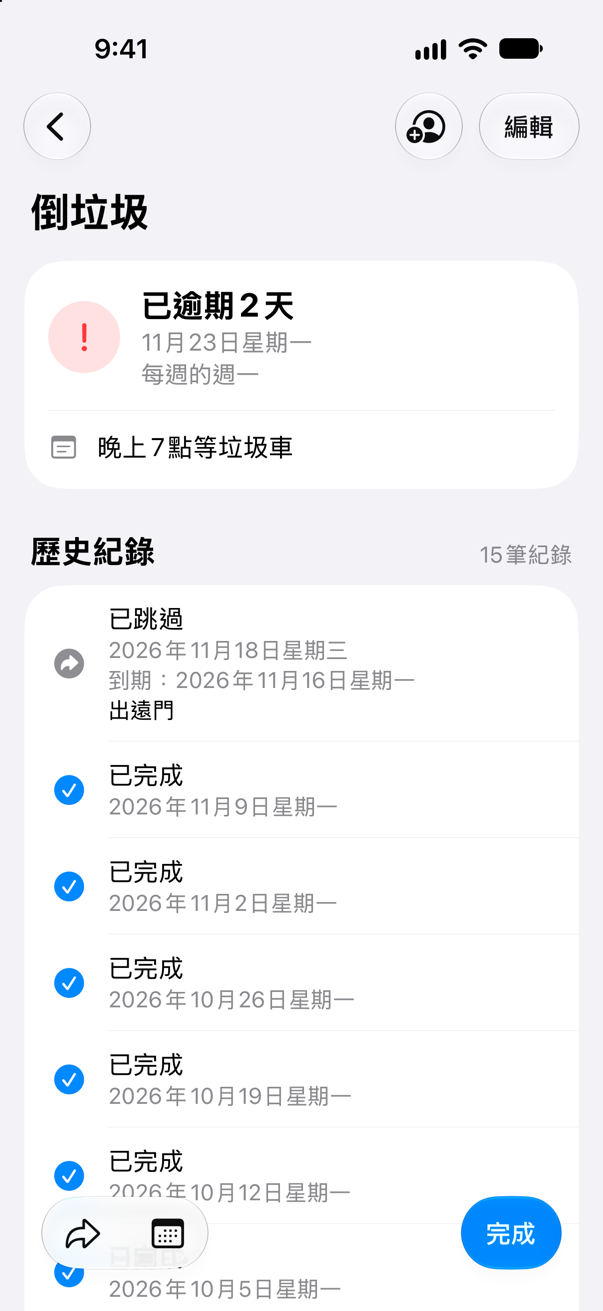 9:41
編輯
倒垃圾
已逾期2天
11月23日星期一
每週的週一
晚上7點等垃圾車
歷史紀錄
15筆紀錄
已跳過
2026年11月18日星期三
到期：2026年11月16日星期一
出遠門
已完成
2026年11月9日星期一
已完成
2026年11月2日星期一
已完成
2026年10月26日星期一
已完成
2026年10月19日星期一
已完成
2026年10月12日星期一
完成
2026年10月5日星期一